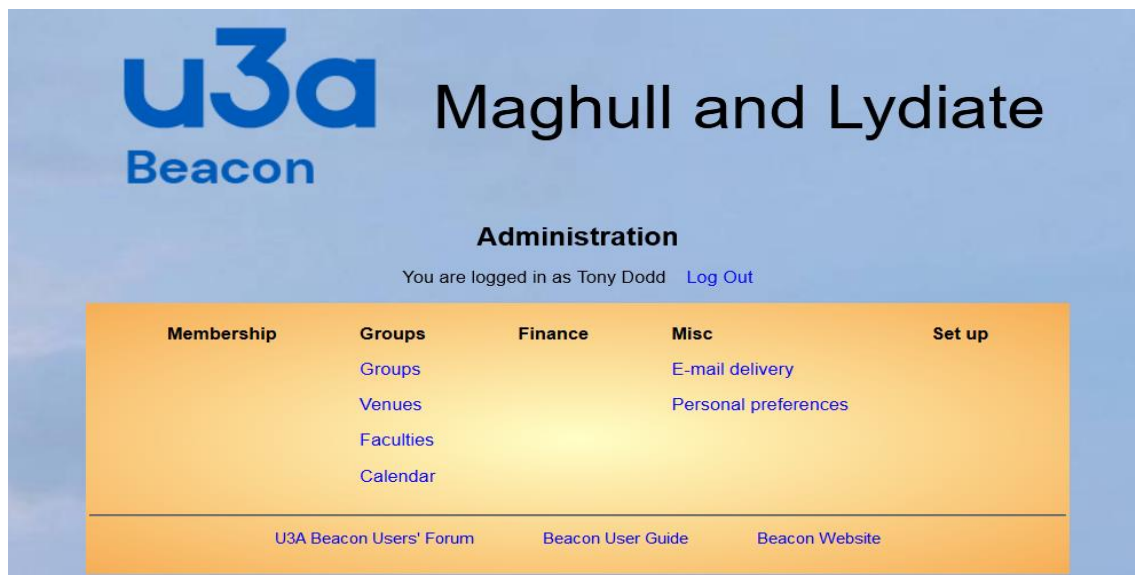 u3a
Beacon
Maghull and Lydiate
Administration
You are logged in as Tony Dodd Log Out
Membership Groups Finance Misc Set up
Groups E-mail delivery
Venues Personal preferences
Faculties
Calendar
U3A Beacon Users' Forum Beacon User Guide Beacon Website